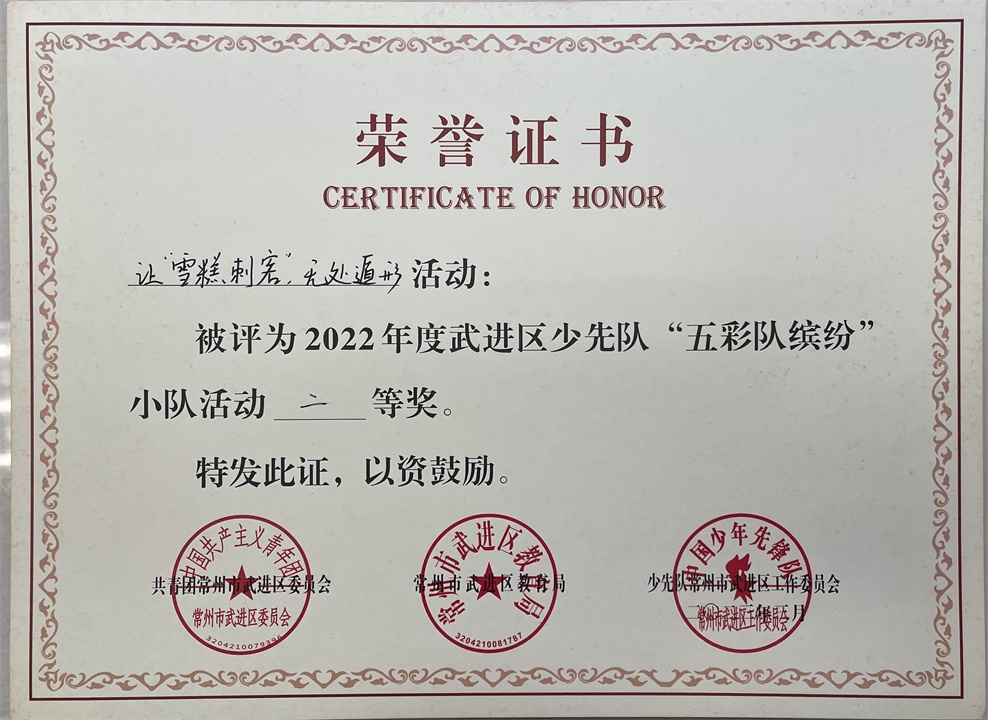 荣誉证书
CERTIFICATE OF HONOR
让“雪糕刺客”无处遁形活动：
被评为2022年度武进区少先队“五彩队缤纷”
小队活动 二 等奖。
特发此证，以资鼓励。
中国共产主义青年团
共青团常州市武进区委员会
常州市武进区委员会
常州市武进区教育局
常州市武进区教育局
3204210081787
中国少年先锋队
少先队常州市武进区工作委员会
年 月
常州市武进区工作委员会